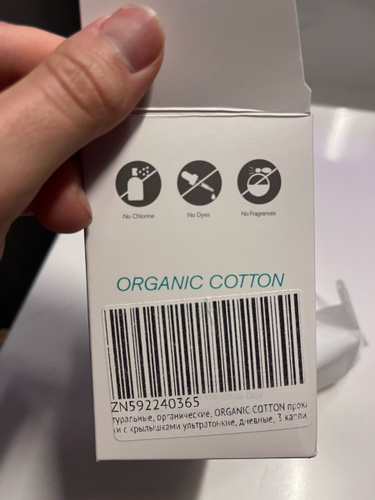 No Chlorine
No Dyes
No Fragrances
ORGANIC COTTON
ZN592240365
туральные, органические, ORGANIC COTTON прок
ки с крылышками ультратонкие, дневные, 3 капли